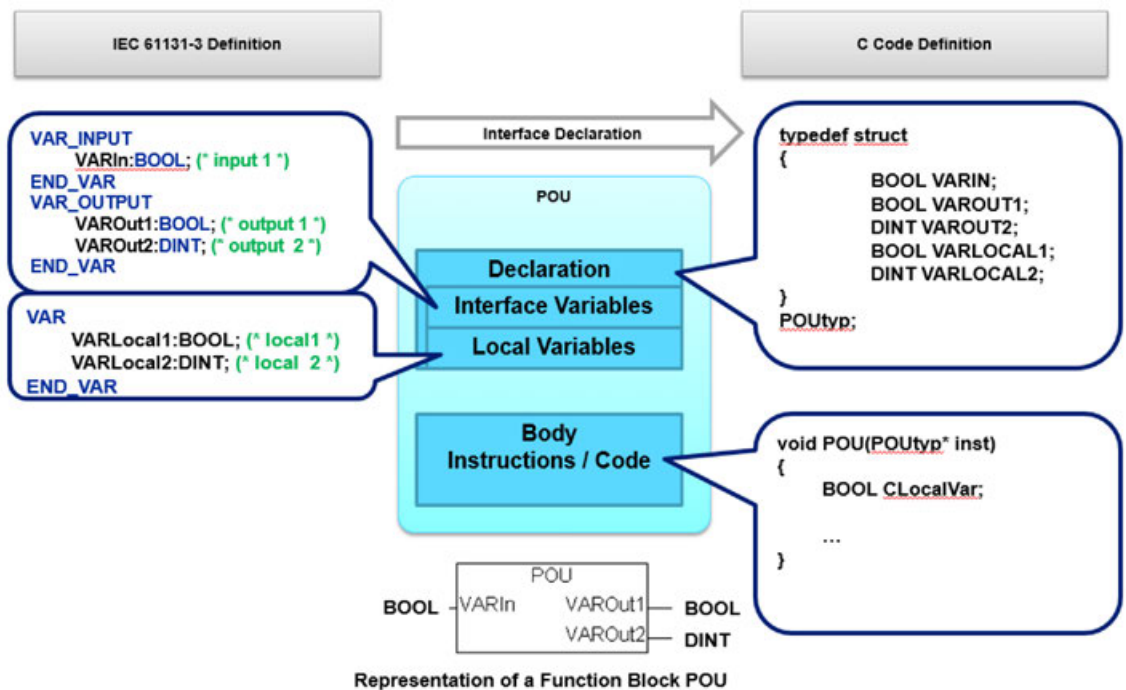 IEC 61131-3 Definition
C Code Definition
VAR_INPUT
VARIn:BOOL; (* input 1 *)
END_VAR
VAR_OUTPUT
VAROut1:BOOL; (* output 1 *)
VAROut2:DINT; (* output 2 *)
END_VAR
VAR
VARLocal1:BOOL; (* local1 *)
VARLocal2:DINT; (* local 2 *)
END_VAR
Interface Declaration
POU
Declaration
Interface Variables
Local Variables
Body
Instructions / Code
typedef struct
{
BOOL VARIN;
BOOL VAROUT1;
DINT VAROUT2;
BOOL VARLOCAL1;
DINT VARLOCAL2;
}
POUtyp;
void POU(POUtyp* inst)
{
BOOL CLocalVar;
...
}
POU
BOOL VARIn VAROut1 BOOL
VAROut2 DINT
Representation of a Function Block POU